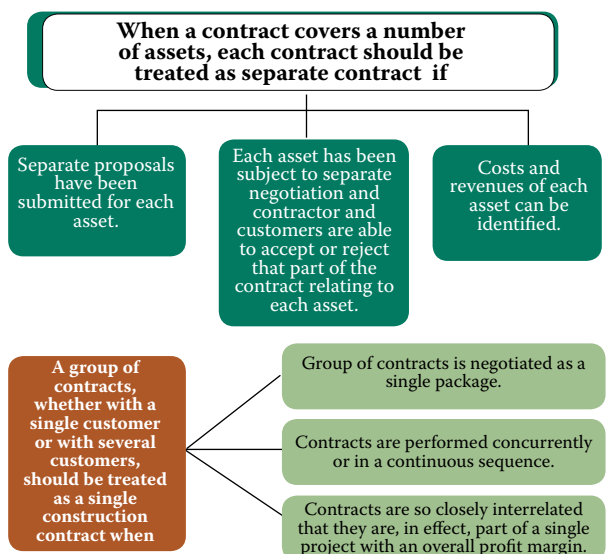 When a contract covers a number
of assets, each contract should be
treated as separate contract if
Separate proposals
have been
submitted for each
asset.
Each asset has been
subject to separate
negotiation and
contractor and
customers are able
to accept or reject
that part of the
contract relating to
each asset.
Costs and
revenues of each
asset can be
identified.
A group of
contracts,
whether with a
single customer
or with several
customers,
should be treated
as a single
construction
contract when
Group of contracts is negotiated as a
single package.
Contracts are performed concurrently
or in a continuous sequence.
Contracts are so closely interrelated
that they are, in effect, part of a single
project with an overall profit margin.